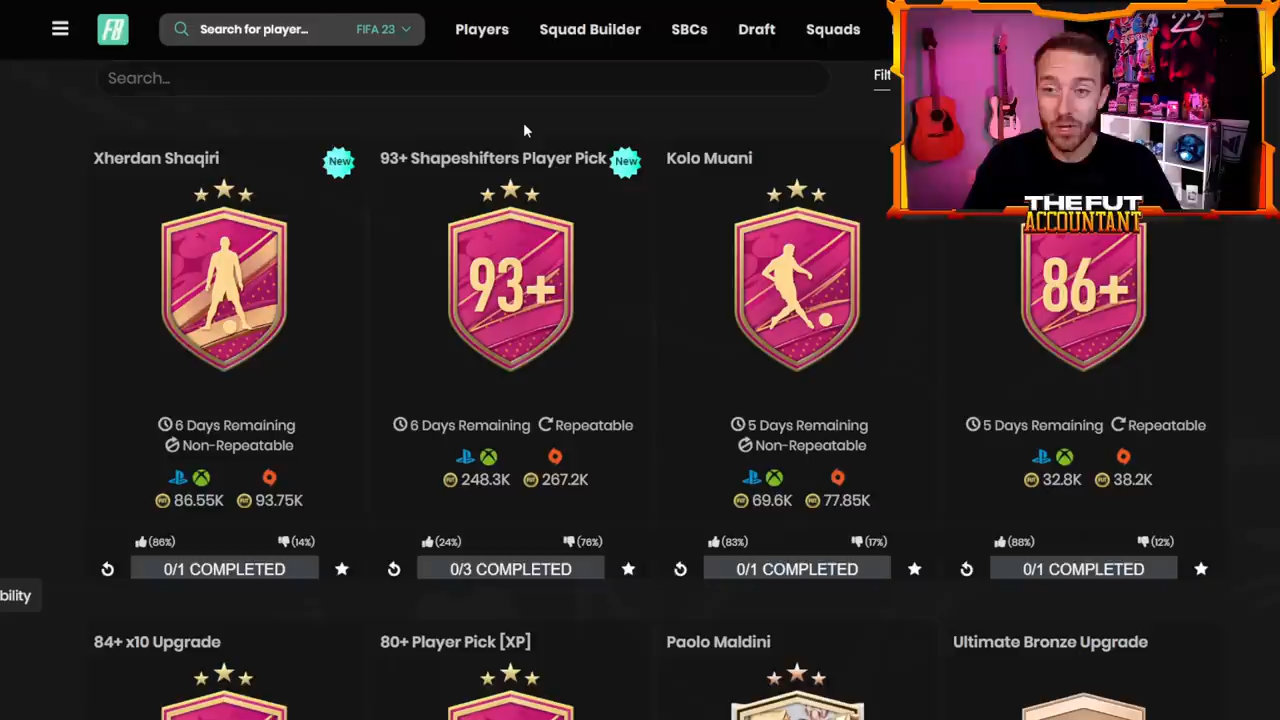 FB
Search for player...
FIFA 23
Players
Squad Builder
SBCs
Draft
Squads
Search...
Filt
23
THE FUT
ACCOUNTANT
Xherdan Shaqiri
New
6 Days Remaining
Non-Repeatable
86.55K
93.75K
(86%)
(14%)
0/1 COMPLETED
93+ Shapeshifters Player Pick
New
93+
6 Days Remaining
Repeatable
248.3K
267.2K
(24%)
(76%)
0/3 COMPLETED
Kolo Muani
5 Days Remaining
Non-Repeatable
69.6K
77.85K
(83%)
(17%)
0/1 COMPLETED
86+
5 Days Remaining
Repeatable
32.8K
38.2K
(88%)
(12%)
0/1 COMPLETED
bility
84+ x10 Upgrade
80+ Player Pick [XP]
Paolo Maldini
Ultimate Bronze Upgrade